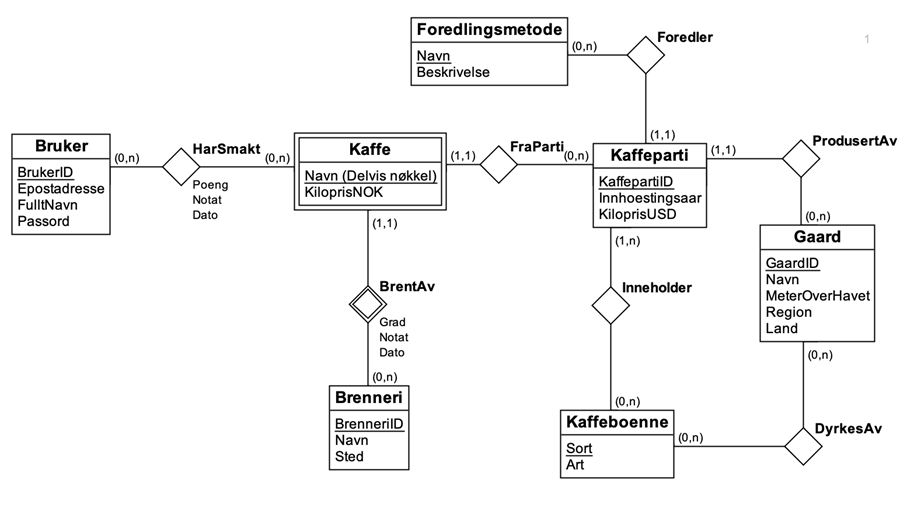 Foredlingsmetode
Navn
Beskrivelse
(0,n)
Foredler
1
(1,1)
Bruker
BrukerID
Epostadresse
FulltNavn
Passord
(0,n)
HarSmakt
Poeng
Notat
Dato
(0,n)
Kaffe
Navn (Delvis nøkkel)
KiloprisNOK
(1,1)
FraParti
(0,n)
Kaffeparti
KaffepartiID
Innhoestingsaar
KiloprisUSD
(1,1)
ProdusertAv
(0,n)
Gaard
GaardID
Navn
MeterOverHavet
Region
Land
(1,1)
BrentAv
Grad
Notat
Dato
(0,n)
Brenneri
BrenneriID
Navn
Sted
(1,n)
Inneholder
(0,n)
Kaffeboenne
Sort
Art
(0,n)
DyrkesAv
(0,n)